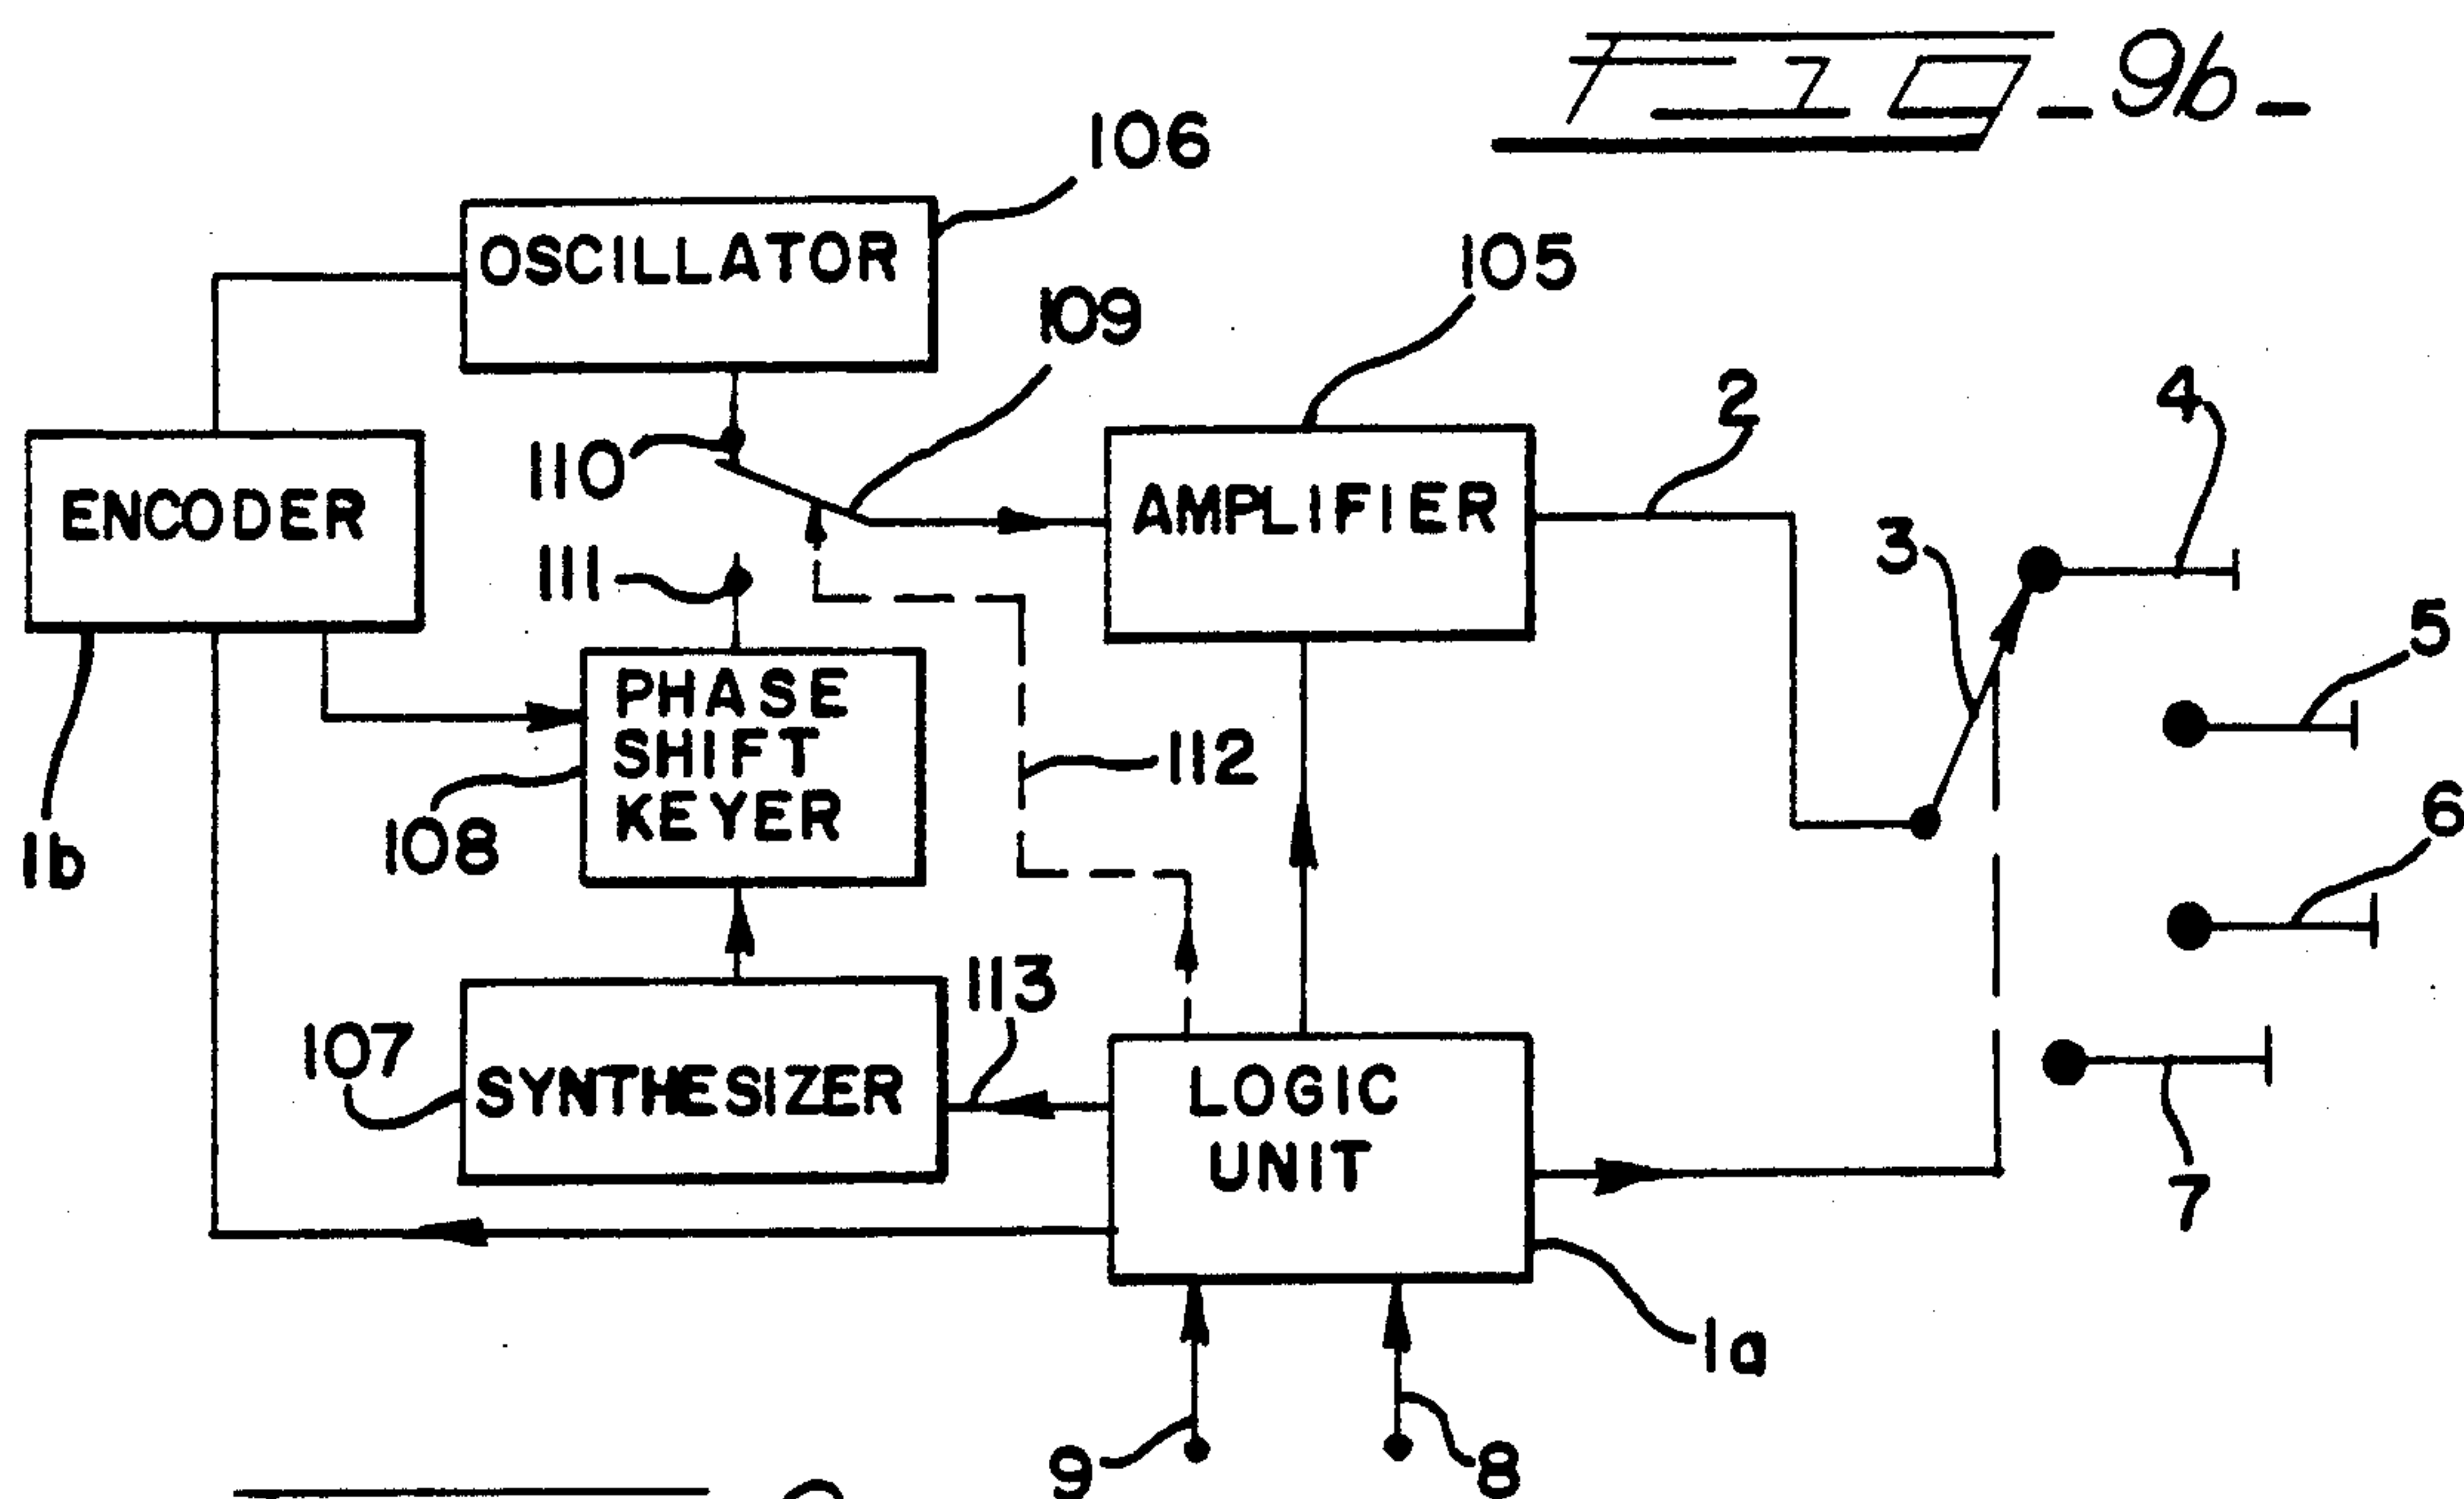 FIG-9b-
106
OSCILLATOR
105
109
2
4
110
ENCODER
AMPLIFIER
3
111
5
PHASE
SHIFT
KEYER
112
6
108
1b
113
107
SYNTHESIZER
LOGIC
UNIT
7
1a
9
8